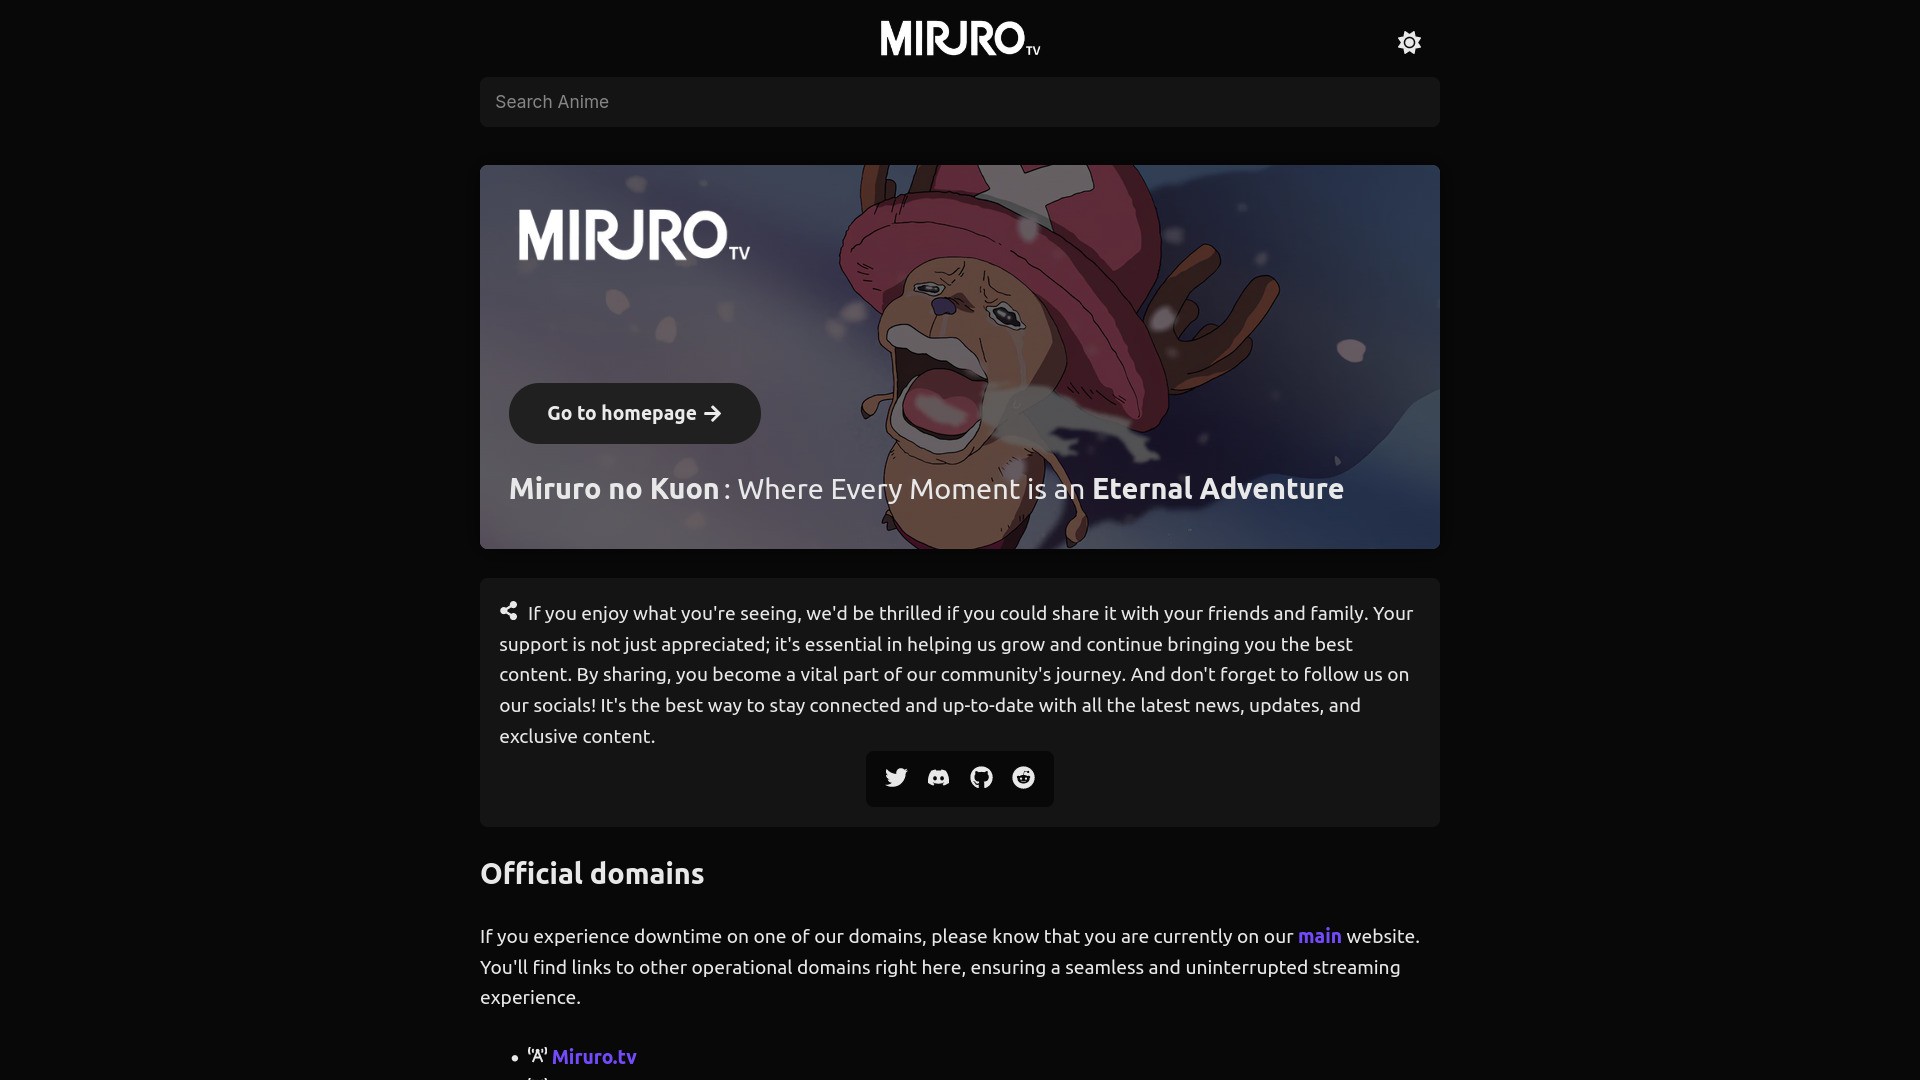 MIRURO TV
Search Anime
MIRURO TV
Go to homepage
Miruro no Kuon : Where Every Moment is an Eternal Adventure
If you enjoy what you're seeing, we'd be thrilled if you could share it with your friends and family. Your
support is not just appreciated; it's essential in helping us grow and continue bringing you the best
content. By sharing, you become a vital part of our community's journey. And don't forget to follow us on
our socials! It's the best way to stay connected and up-to-date with all the latest news, updates, and
exclusive content.
Official domains
If you experience downtime on one of our domains, please know that you are currently on our main website.
You'll find links to other operational domains right here, ensuring a seamless and uninterrupted streaming
experience.
• Miruro.tv